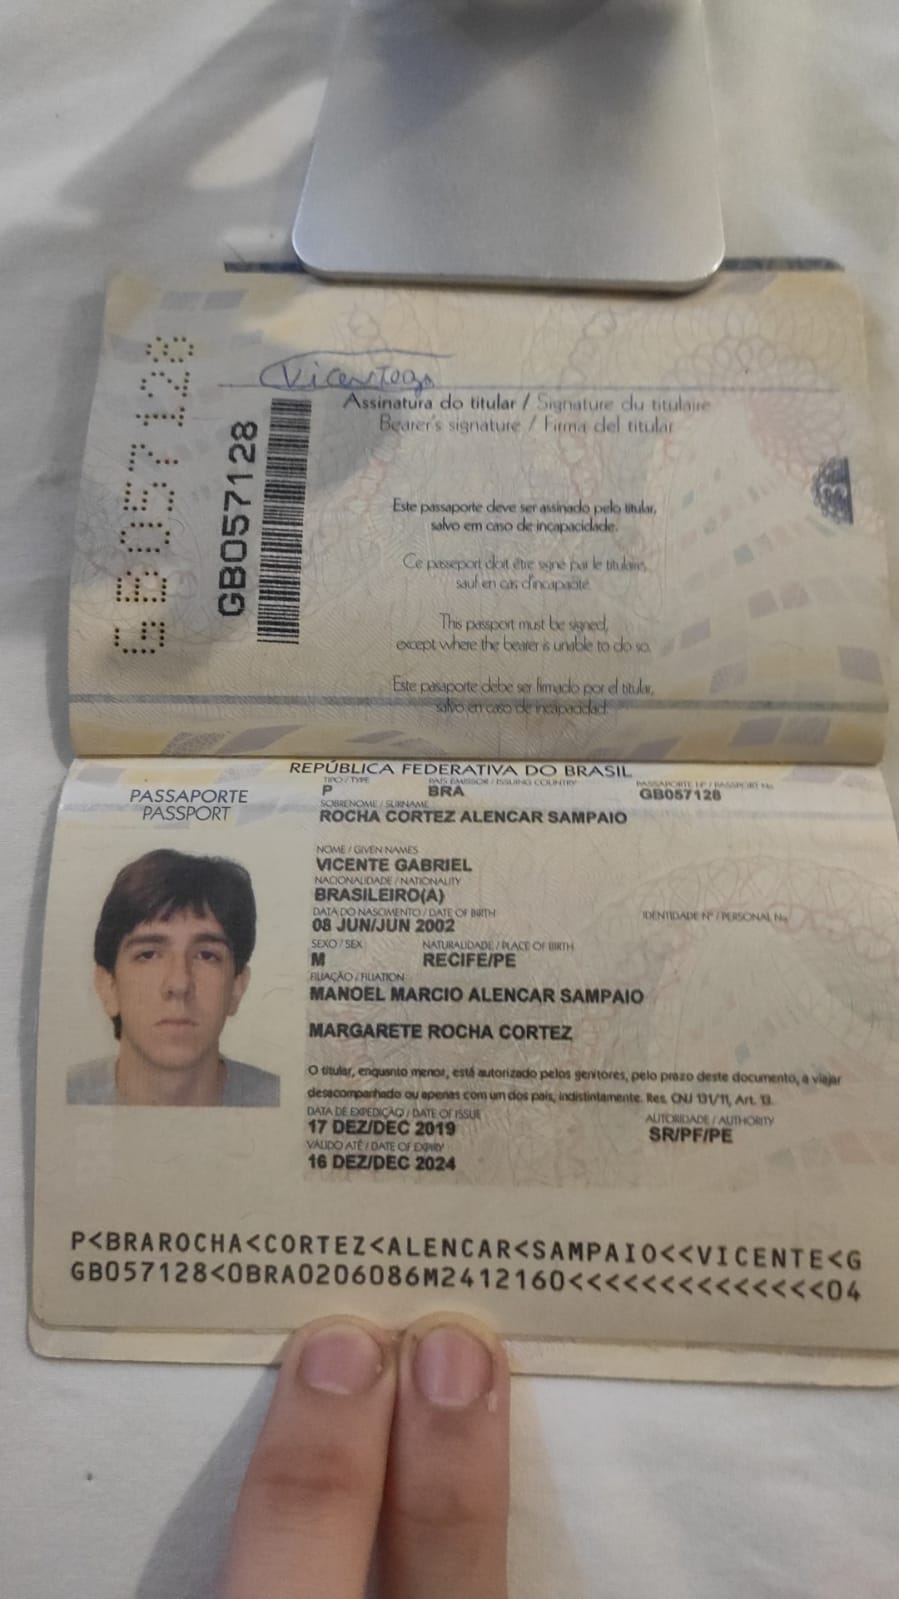 GB057128
GB057128
Assinatura do titular / Signature du titulaire
Bearer's signature / Firma del titular
Este passaporte deve ser assinado pelo titular,
salvo em caso de incapacidade.
Ce passeport doit être signé par le titulaire,
sauf en cas d'incapacité.
This passport must be signed,
except where the bearer is unable to do so.
Este pasaporte debe ser firmado por el titular,
salvo en caso de incapacidad.
REPÚBLICA FEDERATIVA DO BRASIL
PASSAPORTE
PASSPORT
TIPO / TYPE PAÍS EMISSOR / ISSUING COUNTRY PASSAPORTE Nº / PASSPORT No
P BRA GB057128
SOBRENOME / SURNAME
ROCHA CORTEZ ALENCAR SAMPAIO
NOME / GIVEN NAMES
VICENTE GABRIEL
NACIONALIDADE / NATIONALITY
BRASILEIRO(A)
DATA DO NASCIMENTO / DATE OF BIRTH IDENTIDADE Nº / PERSONAL No
08 JUN/JUN 2002
SEXO / SEX NATURALIDADE / PLACE OF BIRTH
M RECIFE/PE
FILIAÇÃO / FILIATION
MANOEL MARCIO ALENCAR SAMPAIO
MARGARETE ROCHA CORTEZ
O titular, enquanto menor, está autorizado pelos genitores, pelo prazo deste documento, a viajar
desacompanhado ou apenas com um dos pais, indistintamente. Res. CNJ 131/11, Art. 13.
DATA DE EXPEDIÇÃO / DATE OF ISSUE AUTORIDADE / AUTHORITY
17 DEZ/DEC 2019 SR/PF/PE
VÁLIDO ATÉ / DATE OF EXPIRY
16 DEZ/DEC 2024
P<BRAROCHA<CORTEZ<ALENCAR<SAMPAIO<<VICENTE<G
GB057128<0BRA0206086M2412160<<<<<<<<<<<<<<04